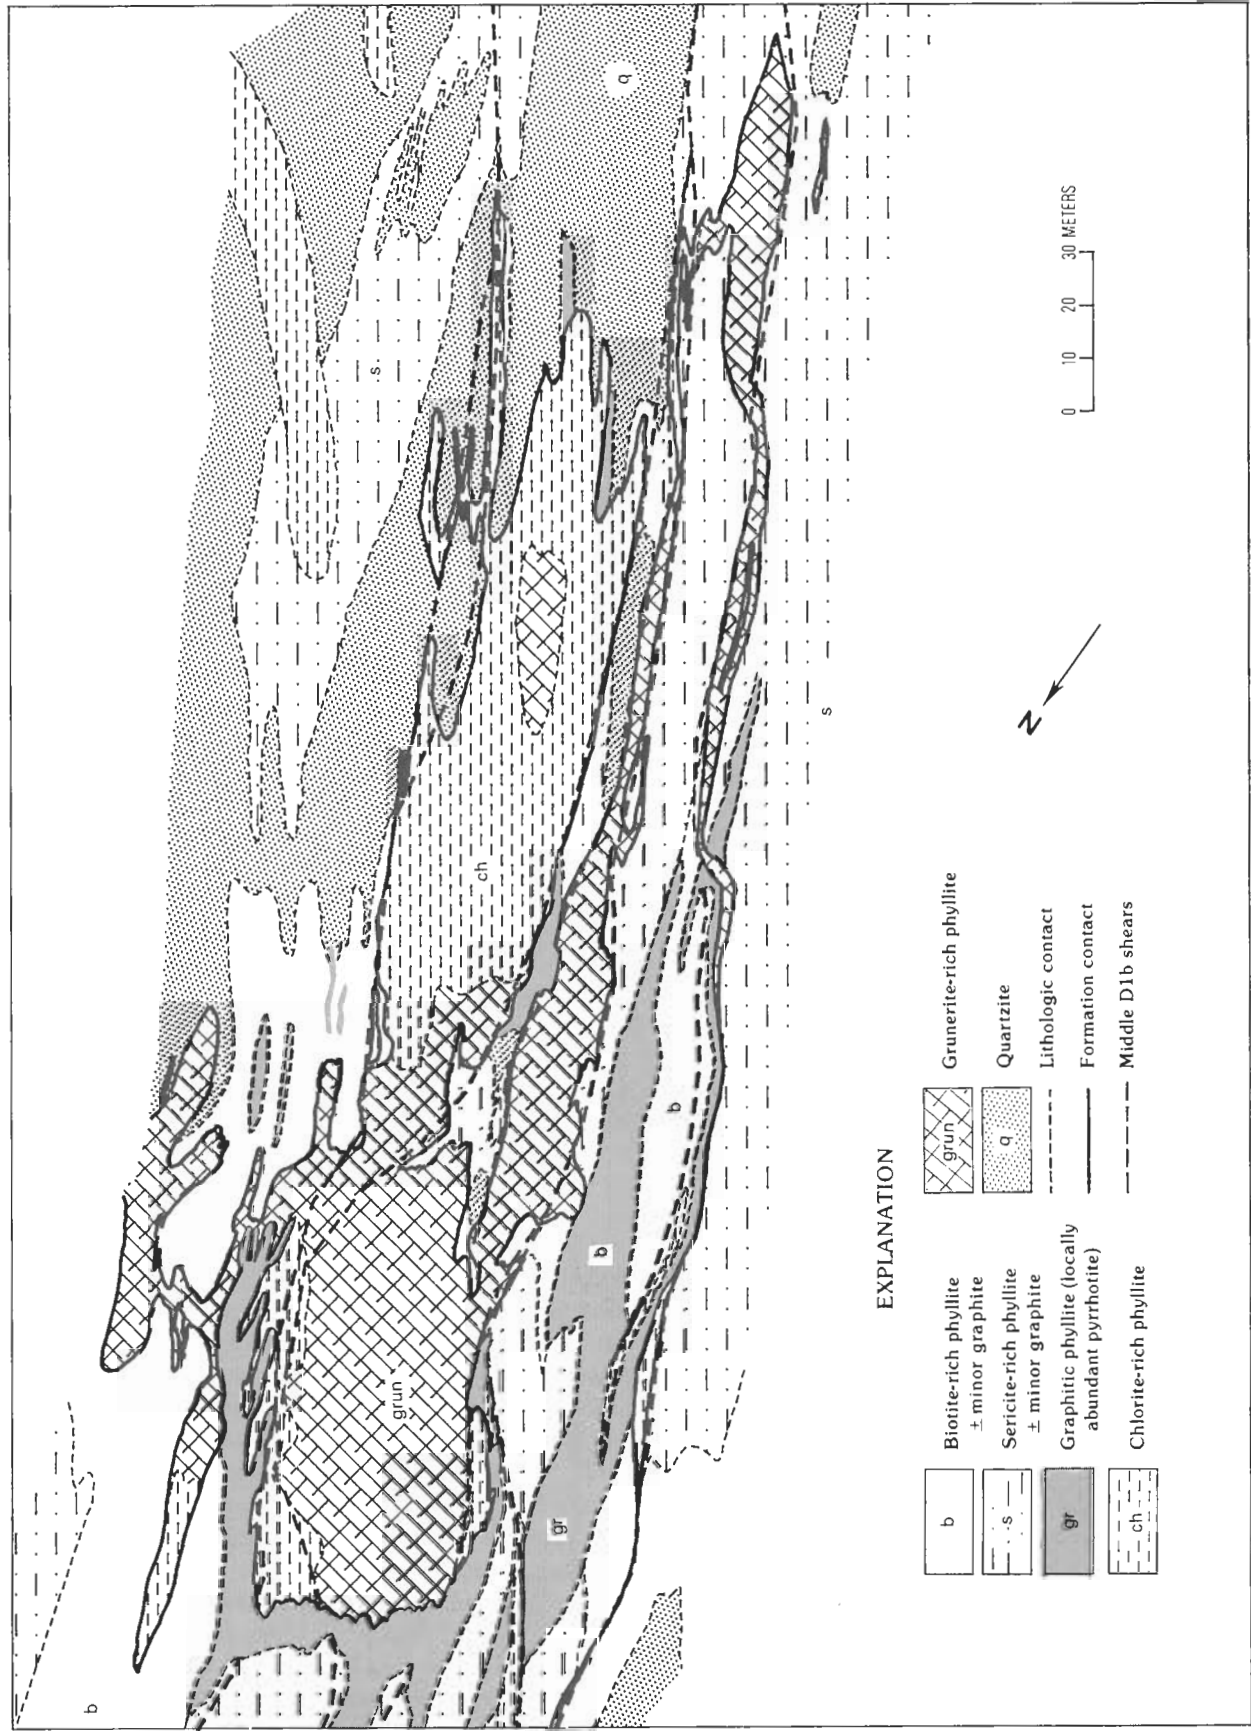 q
s
ch
s
b
grun
b
gr
b
N
0 10 20 30 METERS
EXPLANATION
b
Biotite-rich phyllite
± minor graphite
s
Sericite-rich phyllite
± minor graphite
gr
Graphitic phyllite (locally
abundant pyrrhotite)
ch
Chlorite-rich phyllite
grun
Grunerite-rich phyllite
q
Quartzite
Lithologic contact
Formation contact
Middle D1b shears